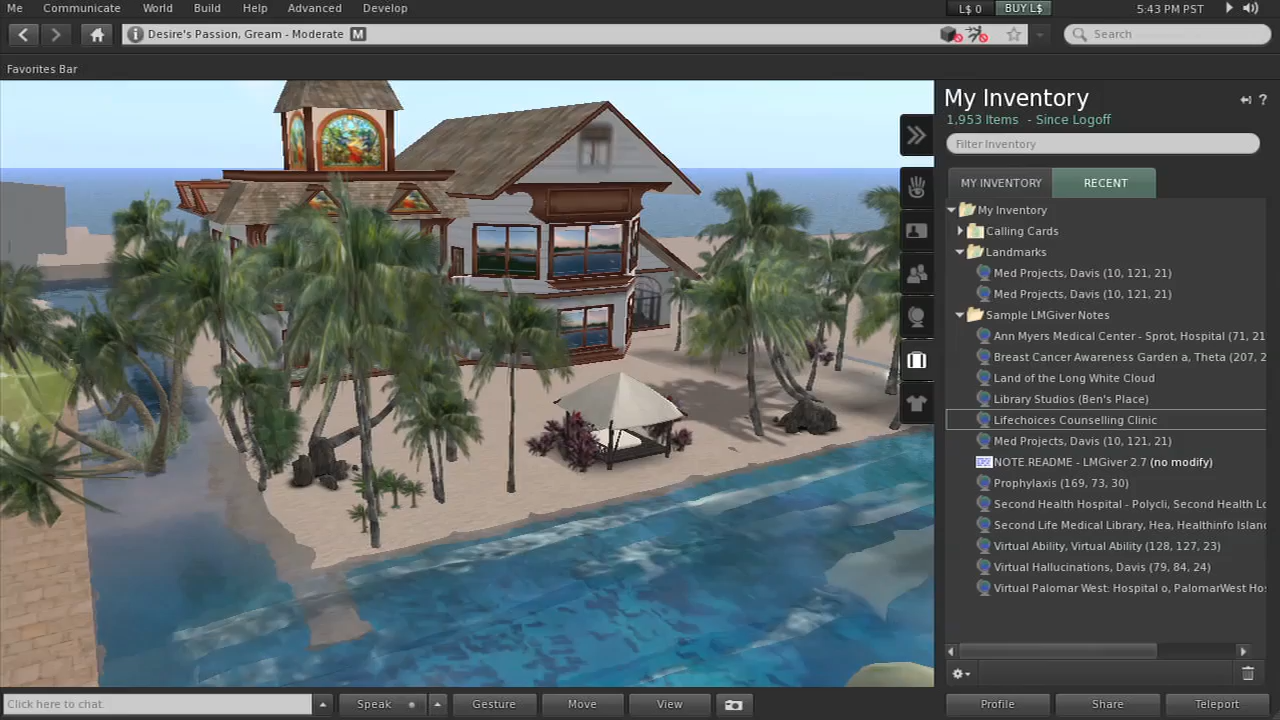 Me Communicate World Build Help Advanced Develop L$ 0 BUY L$ 5:43 PM PST
Desire's Passion, Gream - Moderate M Search
Favorites Bar
My Inventory ?
1,953 Items - Since Logoff
Filter Inventory
MY INVENTORY RECENT
My Inventory
Calling Cards
Landmarks
Med Projects, Davis (10, 121, 21)
Med Projects, Davis (10, 121, 21)
Sample LMGiver Notes
Ann Myers Medical Center - Sprot, Hospital (71, 21
Breast Cancer Awareness Garden a, Theta (207, 2
Land of the Long White Cloud
Library Studios (Ben's Place)
Lifechoices Counselling Clinic
Med Projects, Davis (10, 121, 21)
NOTE.README - LMGiver 2.7 (no modify)
Prophylaxis (169, 73, 30)
Second Health Hospital - Polycli, Second Health Lo
Second Life Medical Library, Hea, Healthinfo Island
Virtual Ability, Virtual Ability (128, 127, 23)
Virtual Hallucinations, Davis (79, 84, 24)
Virtual Palomar West: Hospital o, PalomarWest Hos
Click here to chat. Speak Gesture Move View Profile Share Teleport